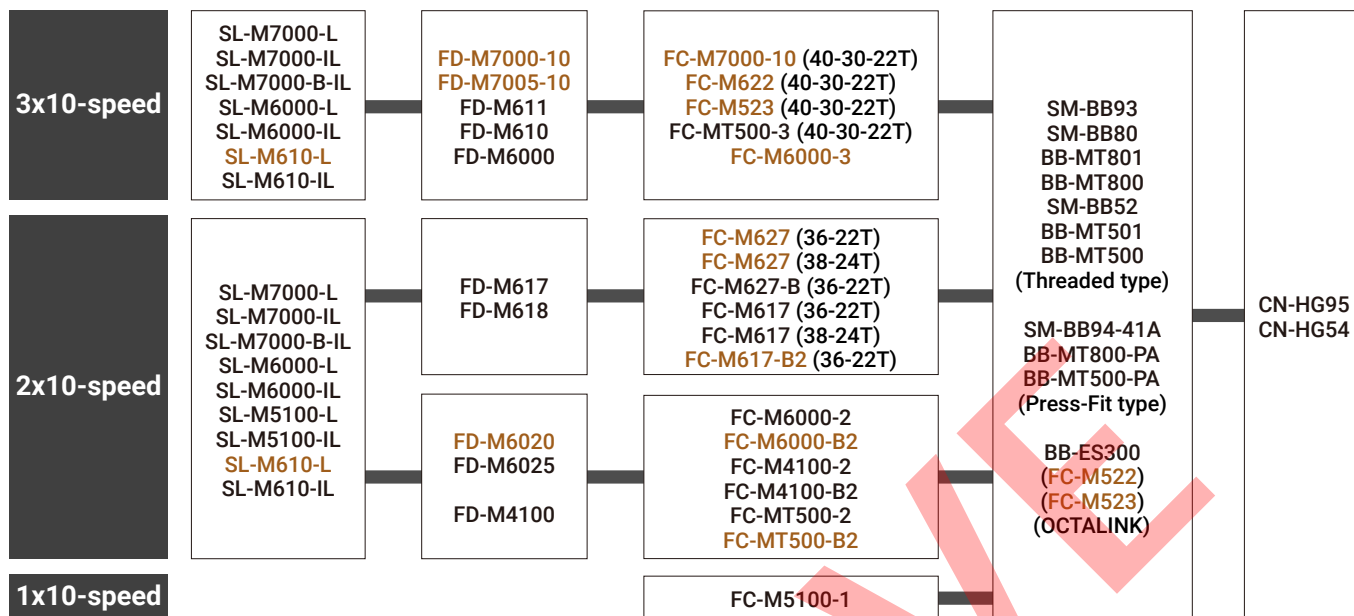 3x10-speed
SL-M7000-L
SL-M7000-IL
SL-M7000-B-IL
SL-M6000-L
SL-M6000-IL
SL-M610-L
SL-M610-IL
FD-M7000-10
FD-M7005-10
FD-M611
FD-M610
FD-M6000
FC-M7000-10 (40-30-22T)
FC-M622 (40-30-22T)
FC-M523 (40-30-22T)
FC-MT500-3 (40-30-22T)
FC-M6000-3
2x10-speed
SL-M7000-L
SL-M7000-IL
SL-M7000-B-IL
SL-M6000-L
SL-M6000-IL
SL-M5100-L
SL-M5100-IL
SL-M610-L
SL-M610-IL
FD-M617
FD-M618
FC-M627 (36-22T)
FC-M627 (38-24T)
FC-M627-B (36-22T)
FC-M617 (36-22T)
FC-M617 (38-24T)
FC-M617-B2 (36-22T)
FD-M6020
FD-M6025
FD-M4100
FC-M6000-2
FC-M6000-B2
FC-M4100-2
FC-M4100-B2
FC-MT500-2
FC-MT500-B2
1x10-speed
FC-M5100-1
SM-BB93
SM-BB80
BB-MT801
BB-MT800
SM-BB52
BB-MT501
BB-MT500
(Threaded type)
SM-BB94-41A
BB-MT800-PA
BB-MT500-PA
(Press-Fit type)
BB-ES300
(FC-M522)
(FC-M523)
(OCTALINK)
CN-HG95
CN-HG54